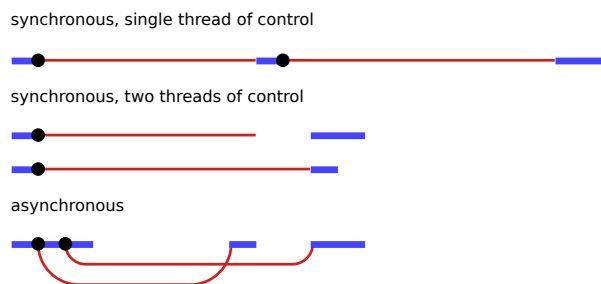 synchronous, single thread of control
synchronous, two threads of control
asynchronous